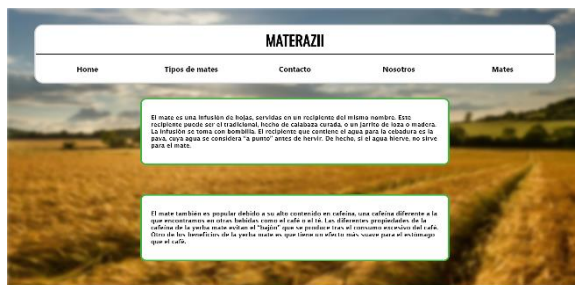 MATERAZII
Home Tipos de mates Contacto Nosotros Mates
El mate es una infusión de hojas, servidas en un recipiente del mismo nombre. Este
recipiente puede ser el tradicional, hecho de calabaza curada, o un jarrito de loza o madera.
La infusión se toma con bombilla. El recipiente que contiene el agua para la cebadura es la
pava, cuya agua se considera "a punto" antes de hervir. De hecho, si el agua hierve, no sirve
para el mate.
El mate también es popular debido a su alto contenido en cafeína, una cafeína diferente a la
que encontramos en otras bebidas como el café o el té. Las diferentes propiedades de la
cafeína de la yerba mate evitan el "bajón" que se produce tras el consumo excesivo del café.
Otro de los beneficios de la yerba mate es que tiene un efecto más suave para el estómago
que el café.